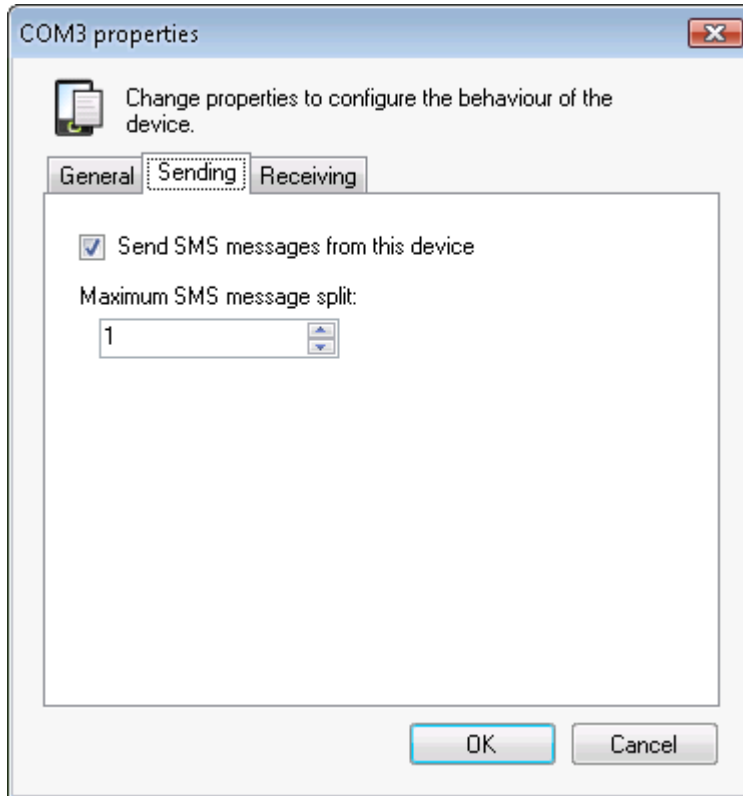 COM3 properties
Change properties to configure the behaviour of the
device.
General Sending Receiving
Send SMS messages from this device
Maximum SMS message split:
1
OK Cancel